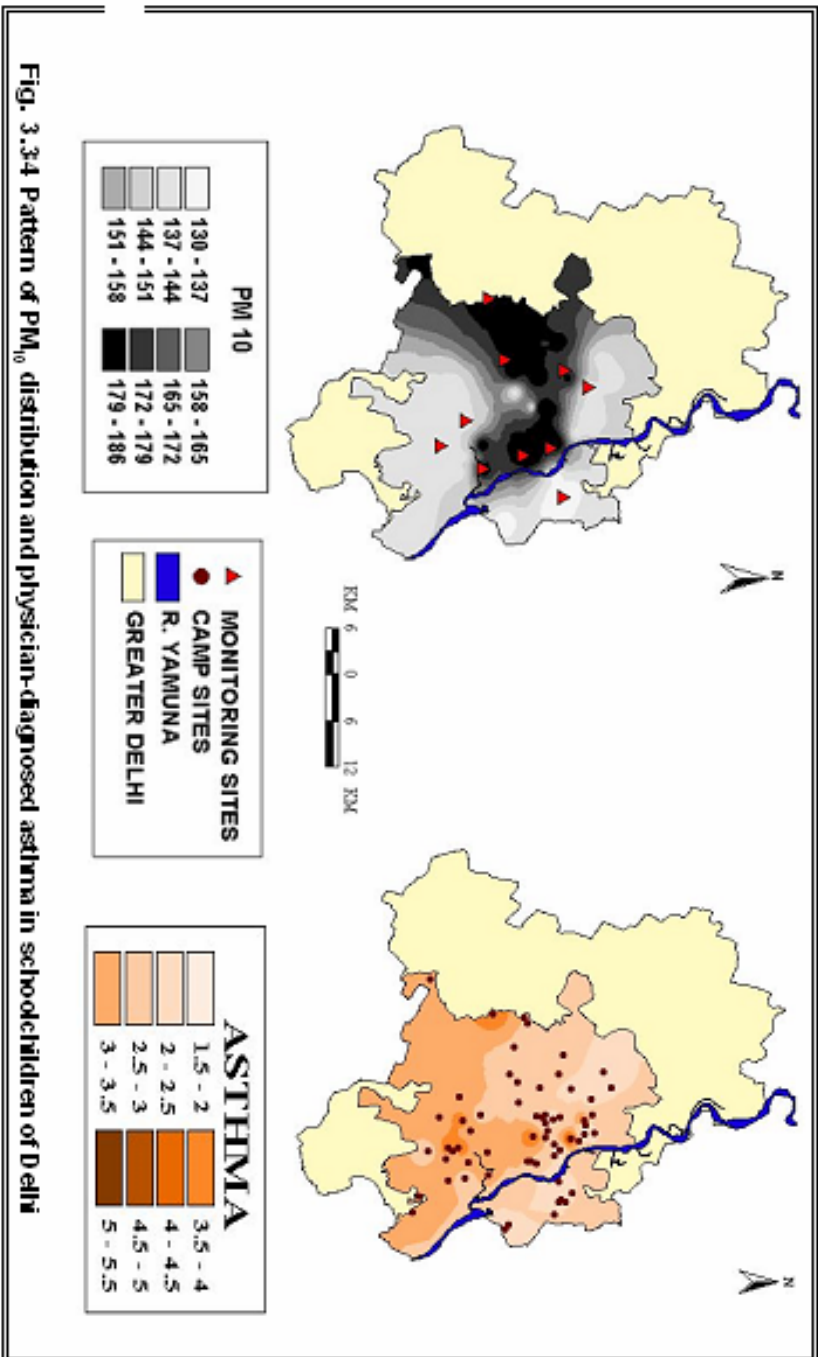 N
N
KM 6 0 6 12 KM
PM 10
130 - 137
137 - 144
144 - 151
151 - 158
158 - 165
165 - 172
172 - 179
179 - 186
MONITORING SITES
CAMP SITES
R. YAMUNA
GREATER DELHI
ASTHMA
1.5 - 2
2 - 2.5
2.5 - 3
3 - 3.5
3.5 - 4
4 - 4.5
4.5 - 5
5 - 5.5
Fig. 3.34 Pattern of PM₁₀ distribution and physician-diagnosed asthma in schoolchildren of Delhi